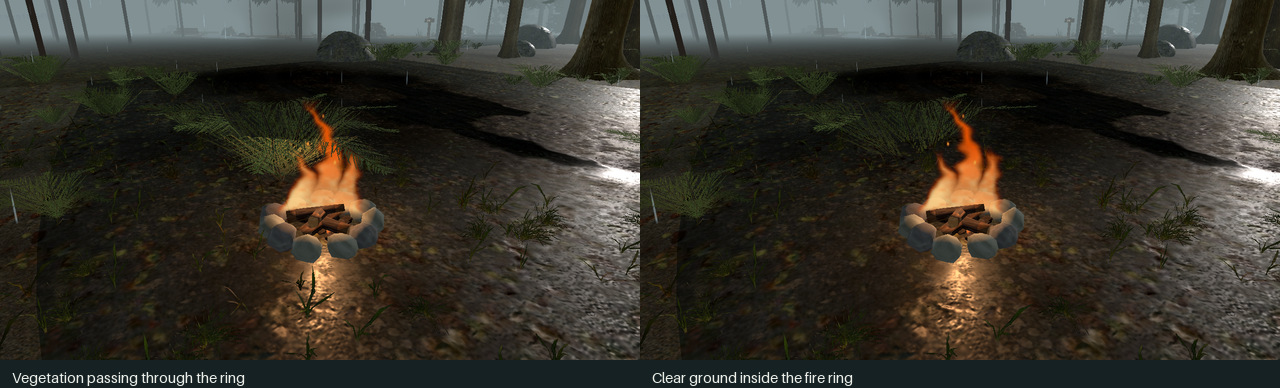 Vegetation passing through the ring
Clear ground inside the fire ring